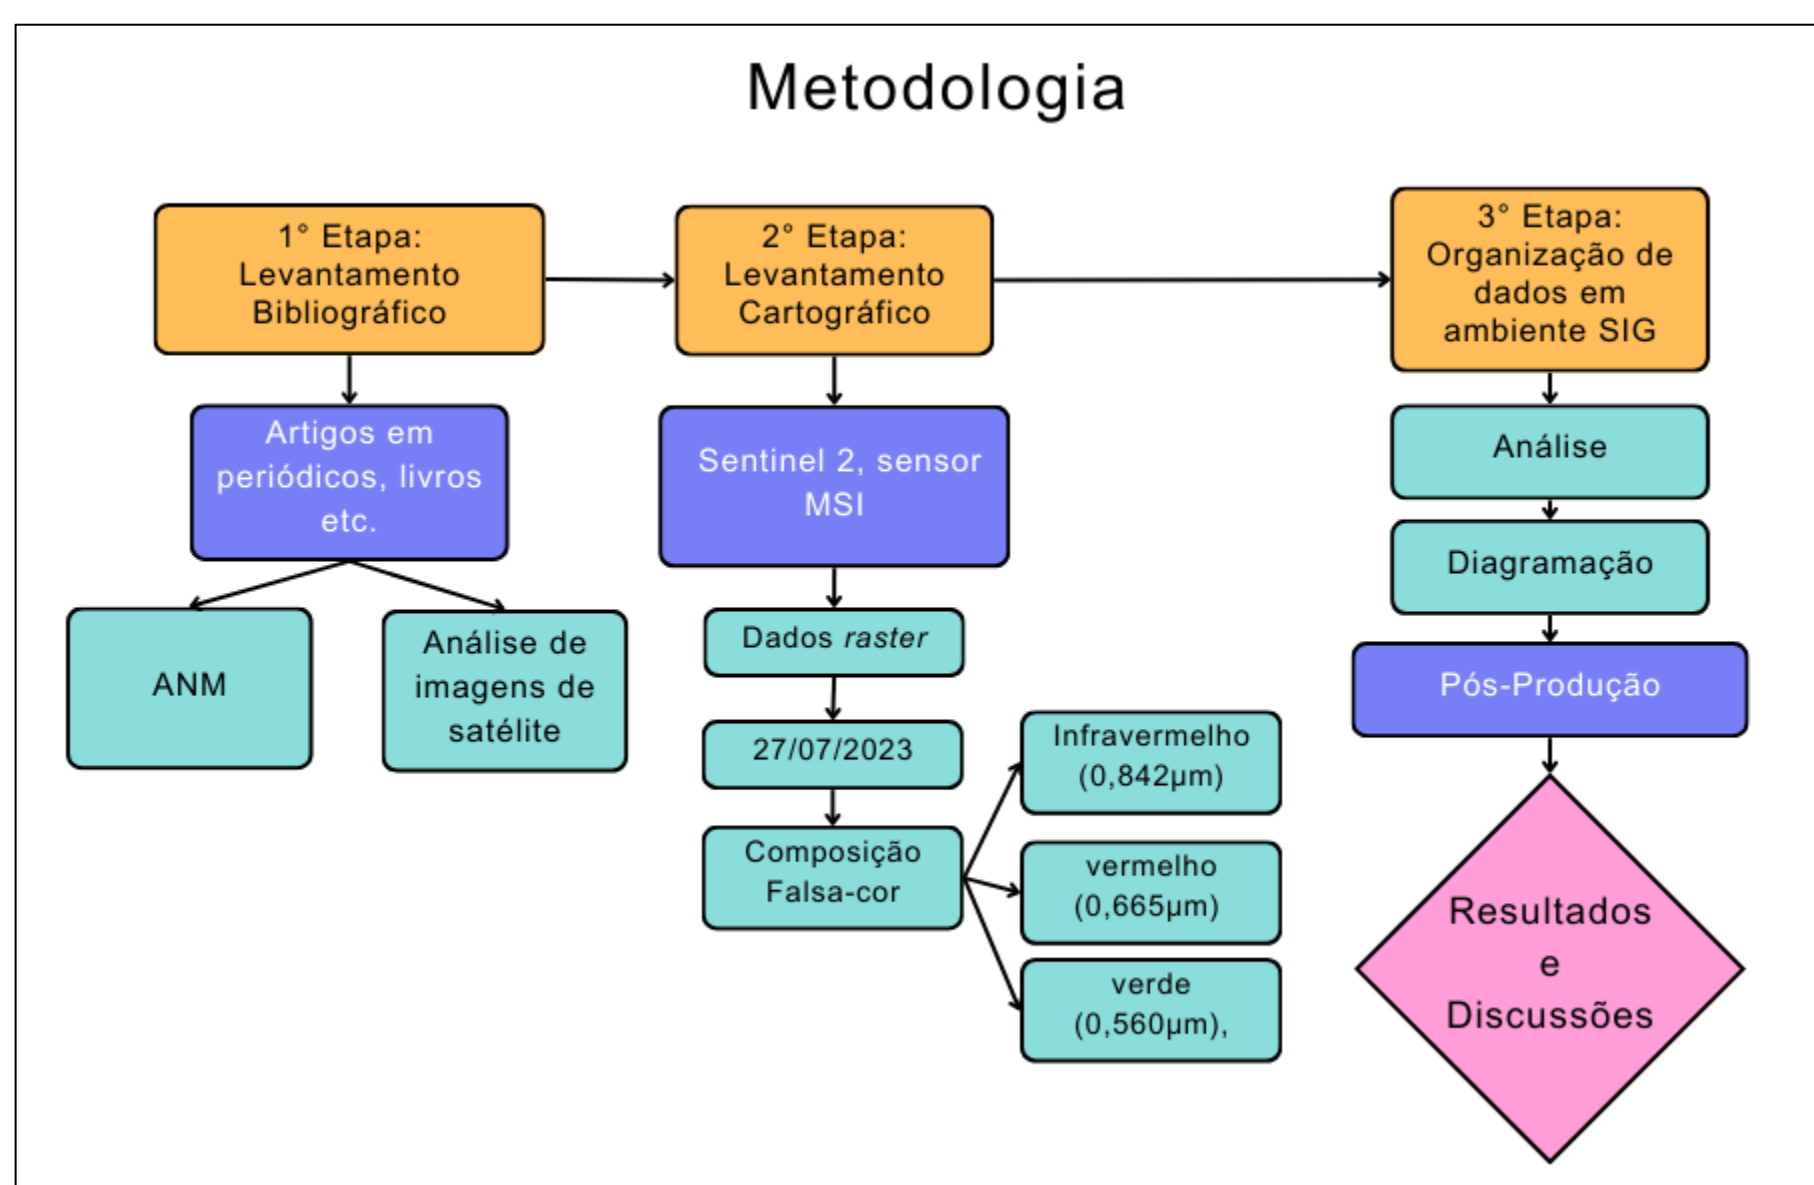 Metodologia
1° Etapa:
Levantamento
Bibliográfico
Artigos em
periódicos, livros
etc.
ANM
Análise de
imagens de
satélite
2° Etapa:
Levantamento
Cartográfico
Sentinel 2, sensor
MSI
Dados raster
27/07/2023
Composição
Falsa-cor
Infravermelho
(0,842µm)
vermelho
(0,665µm)
verde
(0,560µm),
3° Etapa:
Organização de
dados em
ambiente SIG
Análise
Diagramação
Pós-Produção
Resultados
e
Discussões